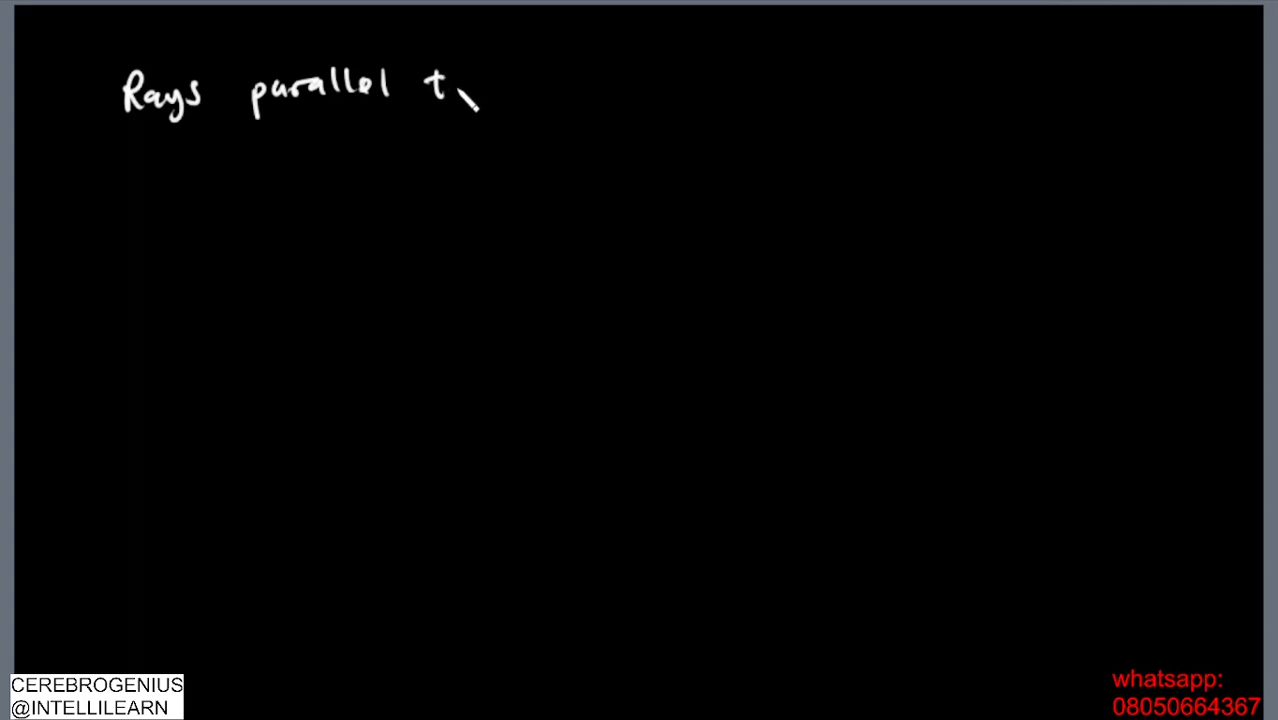 Rays parallel t
CEREBROGENIUS
@INTELLILEARN
whatsapp:
08050664367